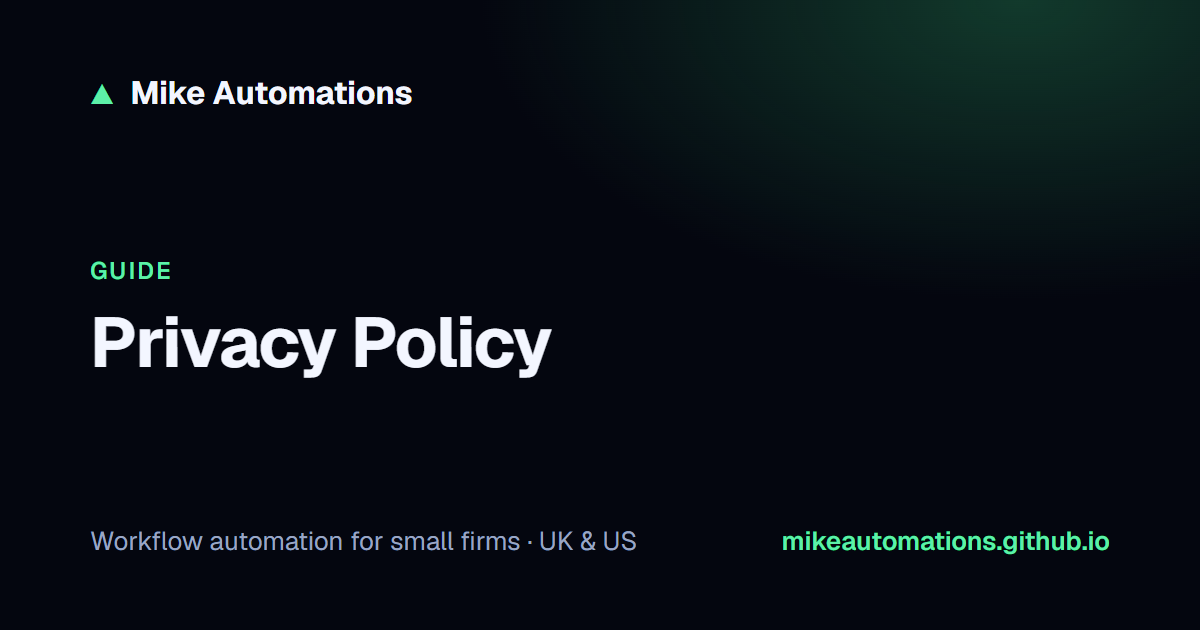 Mike Automations
GUIDE
Privacy Policy
Workflow automation for small firms · UK & US
mikeautomations.github.io